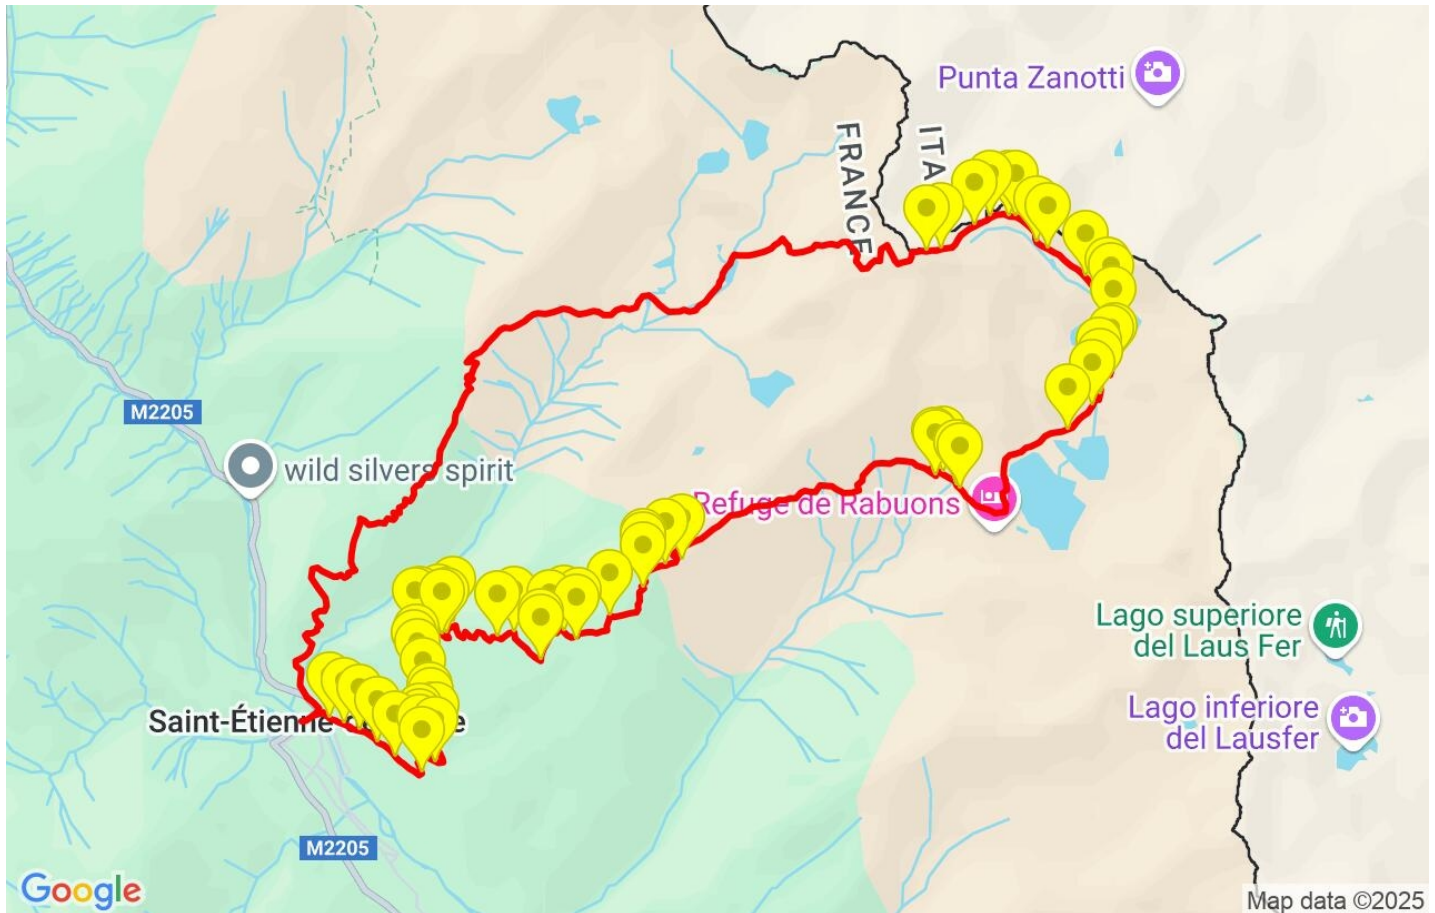 Punta Zanotti
FRANCE
ITA
M2205
wild silvers spirit
Refuge de Rabuons
Lago superiore
del Laus Fer
Lago inferiore
del Lausfer
Saint-Étienne d e
M2205
Google
Map data ©2025